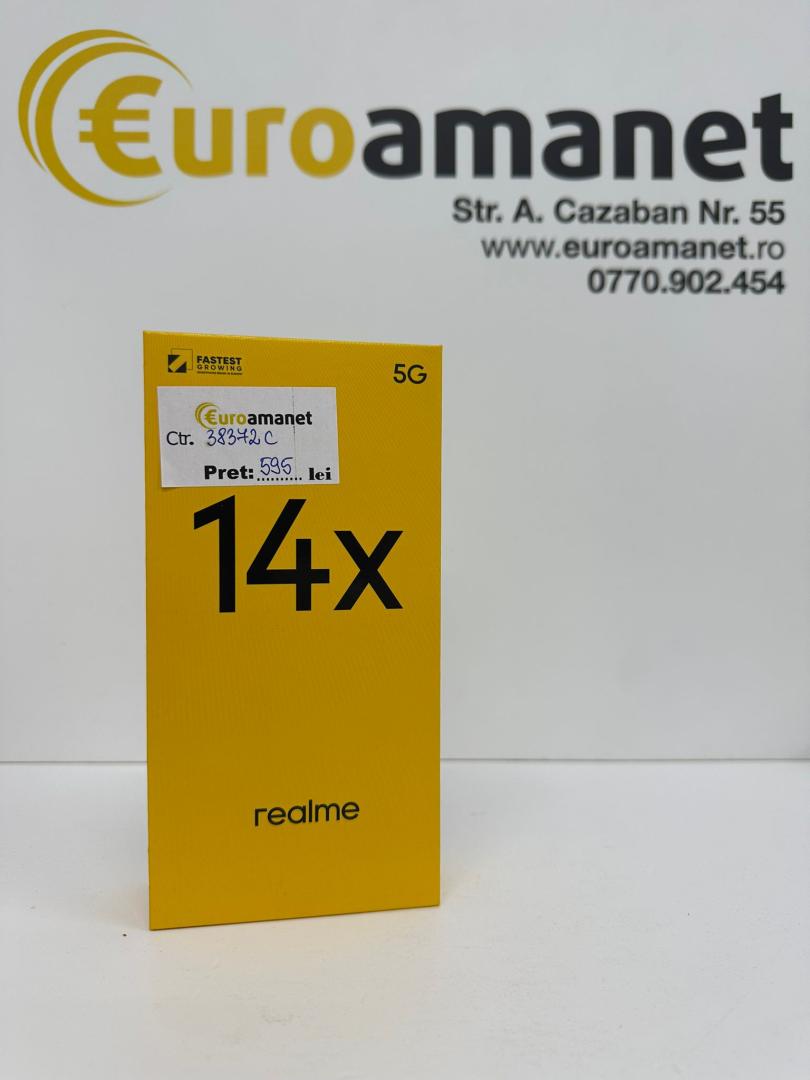 €uroamanet
Str. A. Cazaban Nr. 55
www.euroamanet.ro
0770.902.454
FASTEST
GROWING
5G
€uroamanet
Ctr. 38372C
Pret: 595 lei
14x
realme